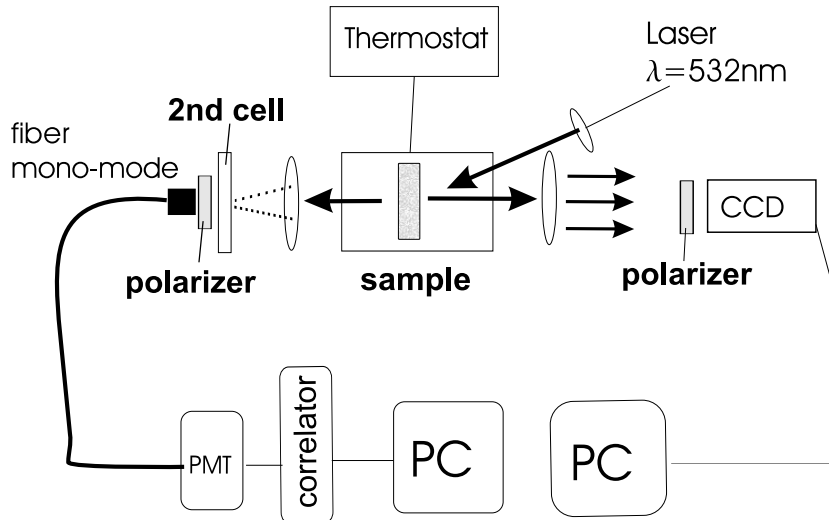 Thermostat
Laser
λ=532nm
2nd cell
fiber
mono-mode
CCD
polarizer
sample
polarizer
PMT
correlator
PC
PC